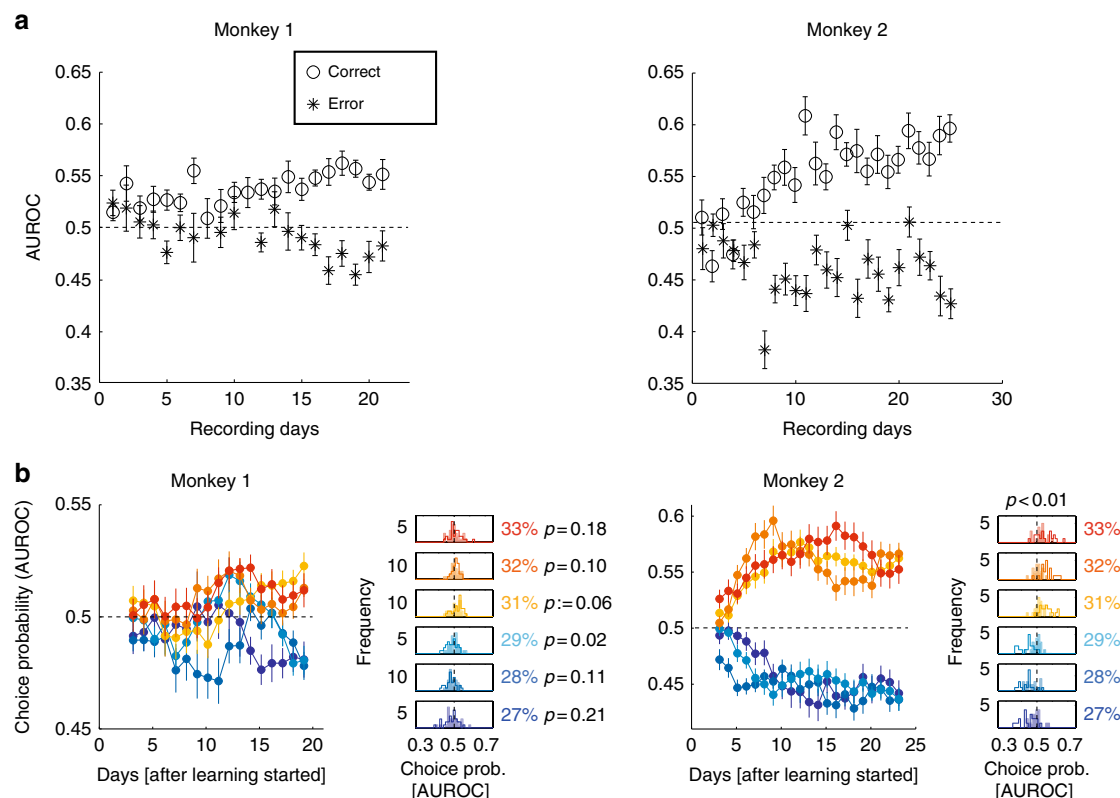 a
Monkey 1
Monkey 2
Correct
Error
AUROC
0.65
0.6
0.55
0.5
0.45
0.4
0.35
0
5
10
15
20
Recording days
0.65
0.6
0.55
0.5
0.45
0.4
0.35
0
10
20
30
Recording days
b
Monkey 1
Choice probability (AUROC)
0.55
0.5
0.45
0
5
10
15
20
Days [after learning started]
Frequency
5 33% p = 0.18
10 32% p = 0.10
10 31% p := 0.06
5 29% p = 0.02
10 28% p = 0.11
5 27% p = 0.21
0.3 0.5 0.7
Choice prob.
[AUROC]
Monkey 2
0.6
0.55
0.5
0.45
0
5
10
15
20
25
Days [after learning started]
p < 0.01
Frequency
5 33%
5 32%
5 31%
5 29%
5 28%
5 27%
0.3 0.5 0.7
Choice prob.
[AUROC]